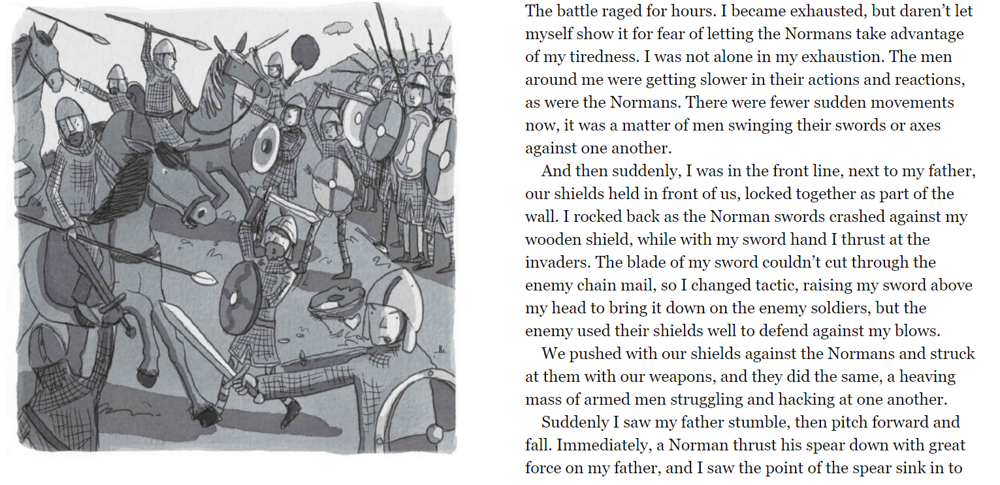 The battle raged for hours. I became exhausted, but daren’t let
myself show it for fear of letting the Normans take advantage
of my tiredness. I was not alone in my exhaustion. The men
around me were getting slower in their actions and reactions,
as were the Normans. There were fewer sudden movements
now, it was a matter of men swinging their swords or axes
against one another.
And then suddenly, I was in the front line, next to my father,
our shields held in front of us, locked together as part of the
wall. I rocked back as the Norman swords crashed against my
wooden shield, while with my sword hand I thrust at the
invaders. The blade of my sword couldn’t cut through the
enemy chain mail, so I changed tactic, raising my sword above
my head to bring it down on the enemy soldiers, but the
enemy used their shields well to defend against my blows.
We pushed with our shields against the Normans and struck
at them with our weapons, and they did the same, a heaving
mass of armed men struggling and hacking at one another.
Suddenly I saw my father stumble, then pitch forward and
fall. Immediately, a Norman thrust his spear down with great
force on my father, and I saw the point of the spear sink in to